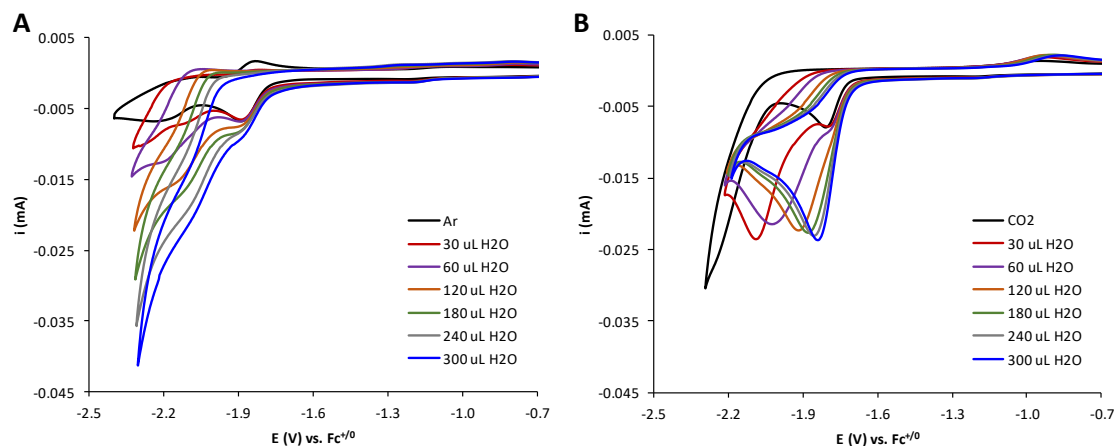 A
0.005
0.005
-0.005
-0.015
-0.025
-0.035
-0.045
i (mA)
Ar
30 uL H2O
60 uL H2O
120 uL H2O
180 uL H2O
240 uL H2O
300 uL H2O
-2.5
-2.2
-1.9
-1.6
-1.3
-1.0
-0.7
E (V) vs. Fc+/0
B
0.005
-0.005
-0.015
-0.025
-0.035
-0.045
i (mA)
CO2
30 uL H2O
60 uL H2O
120 uL H2O
180 uL H2O
240 uL H2O
300 uL H2O
-2.5
-2.2
-1.9
-1.6
-1.3
-1.0
-0.7
E (V) vs. Fc+/0